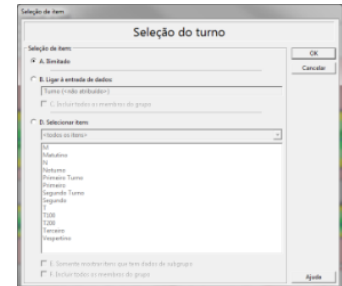 Seleção de item
Seleção do turno
Seleção de itens
A. Ilimitado
B. Ligar à entrada de dados:
Turno (<não atribuído>)
C. Incluir todos os membros do grupo
D. Selecionar item:
<todos os itens>
M
Matutino
N
Noturno
Primeiro Turno
Primeiro
Segundo Turno
Segundo
T
T100
T200
Terceiro
Vespertino
E. Somente mostrar itens que tem dados de subgrupo
F. Incluir todos os membros do grupo
OK
Cancelar
Ajuda